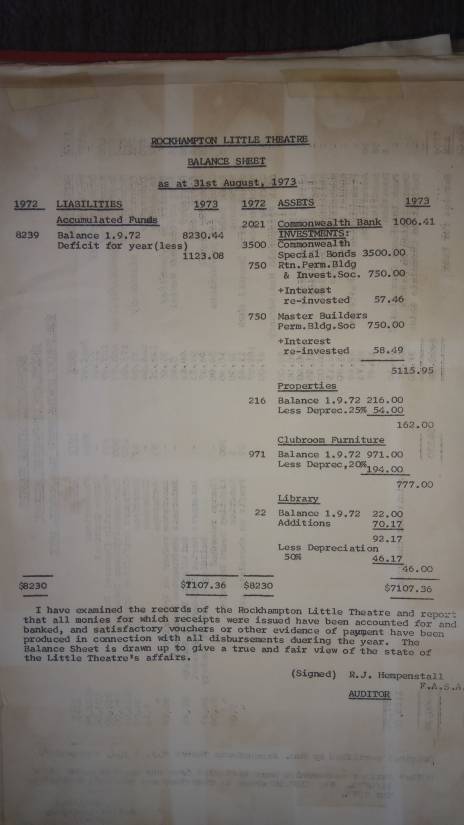 ROCKHAMPTON LITTLE THEATRE
BALANCE SHEET
as at 31st August, 1973
1972 LIABILITIES 1973 1972 ASSETS 1973
Accumulated Funds 2021 Commonwealth Bank 1006.41
8239 Balance 1.9.72 8230.44 INVESTMENTS:
Deficit for year(less) 3500 Commonwealth
1123.08 Special Bonds 3500.00
750 Rtn.Perm.Bldg
& Invest.Soc. 750.00
+Interest
re-invested 57.46
750 Master Builders
Perm.Bldg.Soc 750.00
+Interest
re-invested 58.49
5115.95
Properties
216 Balance 1.9.72 216.00
Less Deprec.25% 54.00
162.00
Clubroom Furniture
971 Balance 1.9.72 971.00
Less Deprec,20% 194.00
777.00
Library
22 Balance 1.9.72 22.00
Additions 70.17
92.17
Less Depreciation
50% 46.17
46.00
$8230 $7107.36 $8230 $7107.36
I have examined the records of the Rockhampton Little Theatre and report
that all monies for which receipts were issued have been accounted for and
banked, and satisfactory vouchers or other evidence of payment have been
produced in connection with all disbursements duering the year. The
Balance Sheet is drawn up to give a true and fair view of the state of
the Little Theatre's affairs.
(Signed) R.J. Hempenstall
F.A.S.A.
AUDITOR